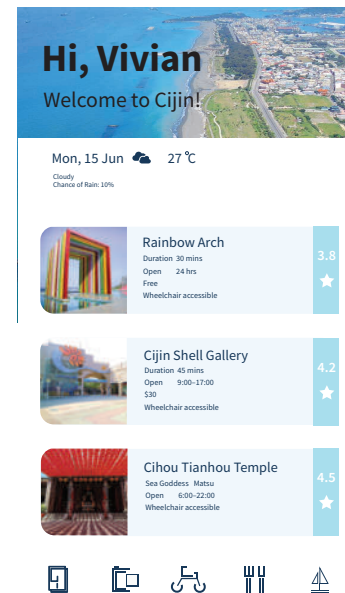 Hi, Vivian
Welcome to Cijin!
Mon, 15 Jun 27 ℃
Cloudy
Chance of Rain: 10%
Rainbow Arch
Duration 30 mins
Open 24 hrs
Free
Wheelchair accessible
3.8
Cijin Shell Gallery
Duration 45 mins
Open 9:00–17:00
$30
Wheelchair accessible
4.2
Cihou Tianhou Temple
Sea Goddess Matsu
Open 6:00–22:00
Wheelchair accessible
4.5